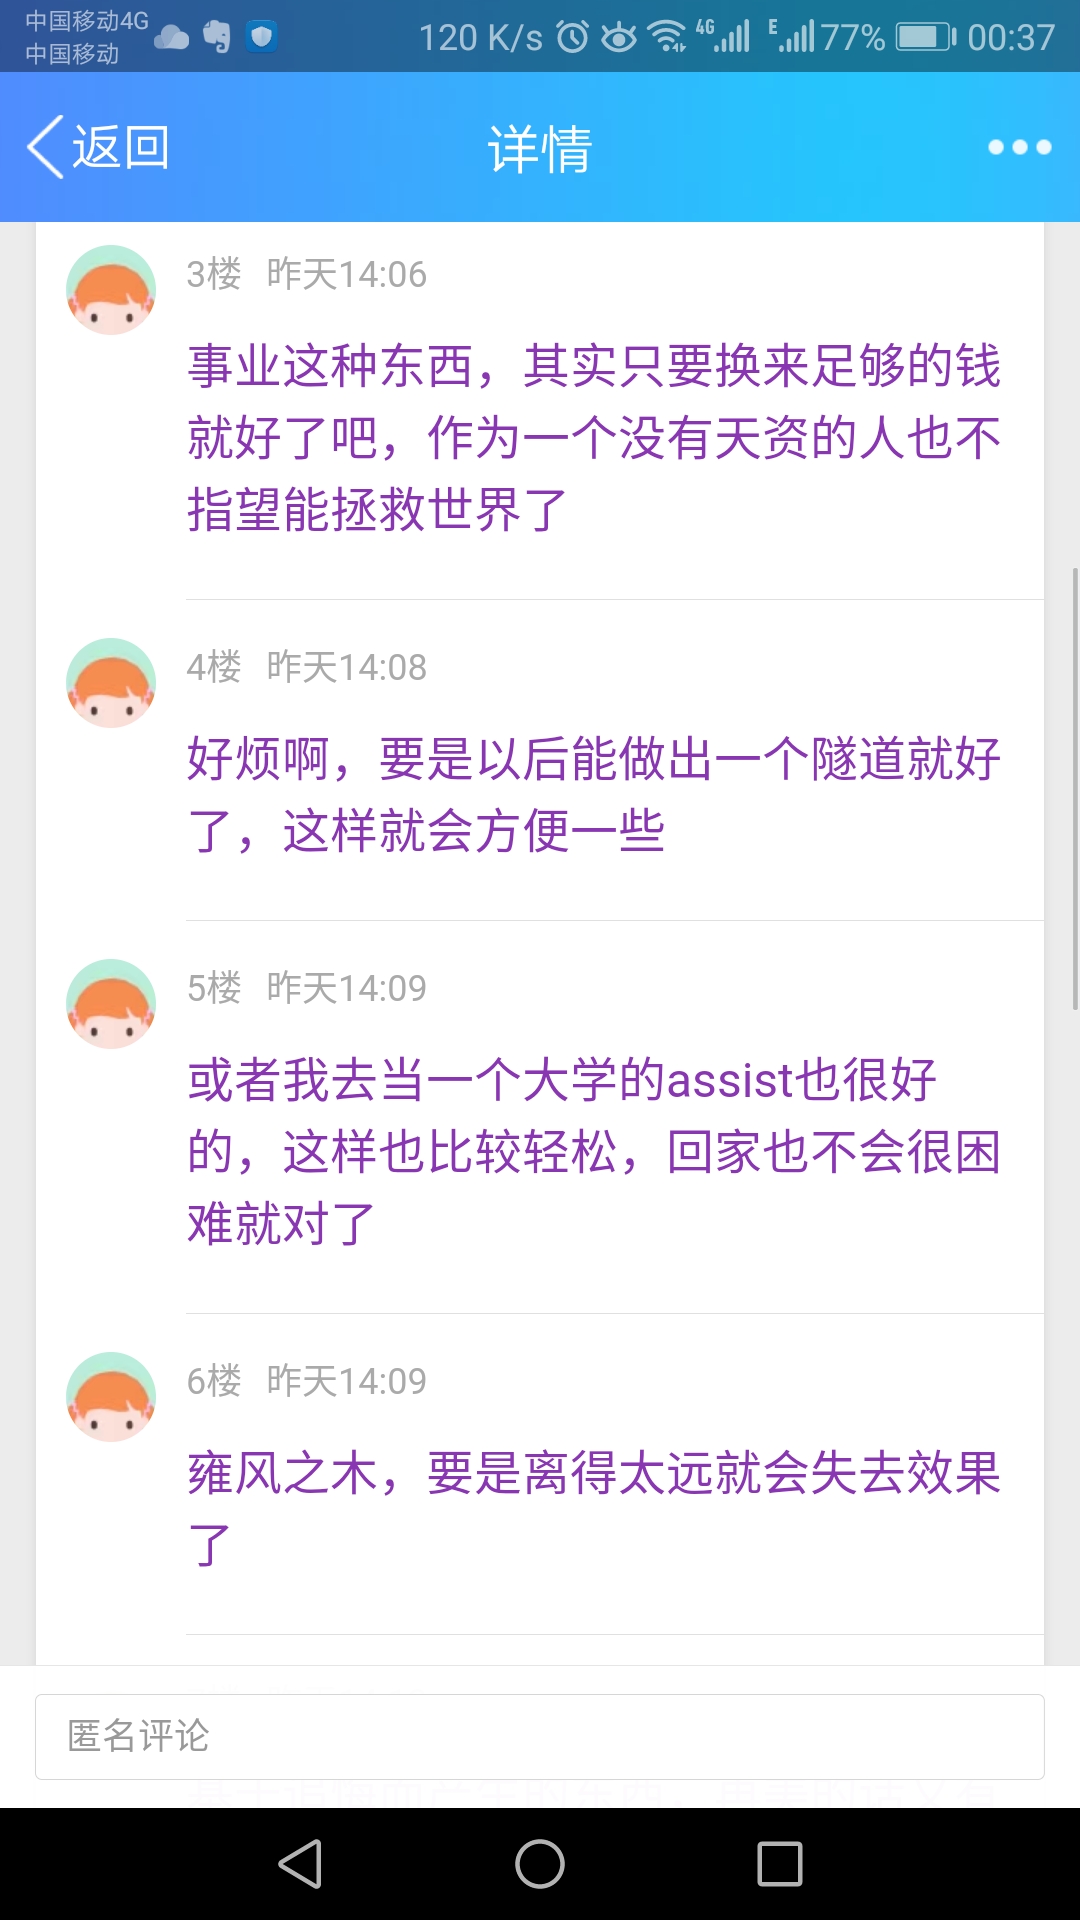 中国移动4G
中国移动
120 K/s 4G E 77% 00:37
返回 详情
3楼 昨天14:06
事业这种东西，其实只要换来足够的钱
就好了吧，作为一个没有天资的人也不
指望能拯救世界了
4楼 昨天14:08
好烦啊，要是以后能做出一个隧道就好
了，这样就会方便一些
5楼 昨天14:09
或者我去当一个大学的assist也很好
的，这样也比较轻松，回家也不会很困
难就对了
6楼 昨天14:09
雍风之木，要是离得太远就会失去效果
了
匿名评论